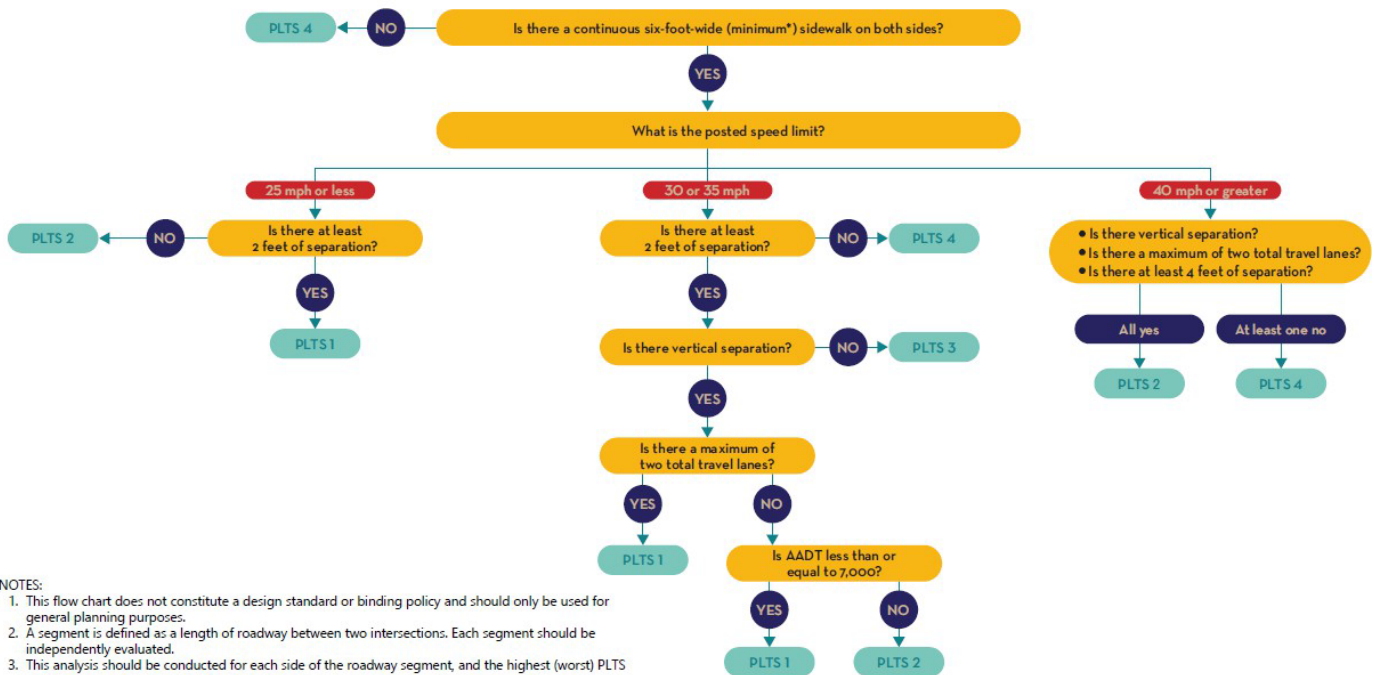 PLTS 4
NO
Is there a continuous six-foot-wide (minimum*) sidewalk on both sides?
YES
What is the posted speed limit?
25 mph or less
30 or 35 mph
40 mph or greater
PLTS 2
NO
Is there at least
2 feet of separation?
Is there at least
2 feet of separation?
NO
PLTS 4
• Is there vertical separation?
• Is there a maximum of two total travel lanes?
• Is there at least 4 feet of separation?
YES
YES
All yes
At least one no
PLTS 1
Is there vertical separation?
NO
PLTS 3
PLTS 2
PLTS 4
YES
Is there a maximum of
two total travel lanes?
YES
NO
PLTS 1
Is AADT less than or
equal to 7,000?
YES
NO
PLTS 1
PLTS 2
NOTES:
1. This flow chart does not constitute a design standard or binding policy and should only be used for
general planning purposes.
2. A segment is defined as a length of roadway between two intersections. Each segment should be
independently evaluated.
3. This analysis should be conducted for each side of the roadway segment, and the highest (worst) PLTS